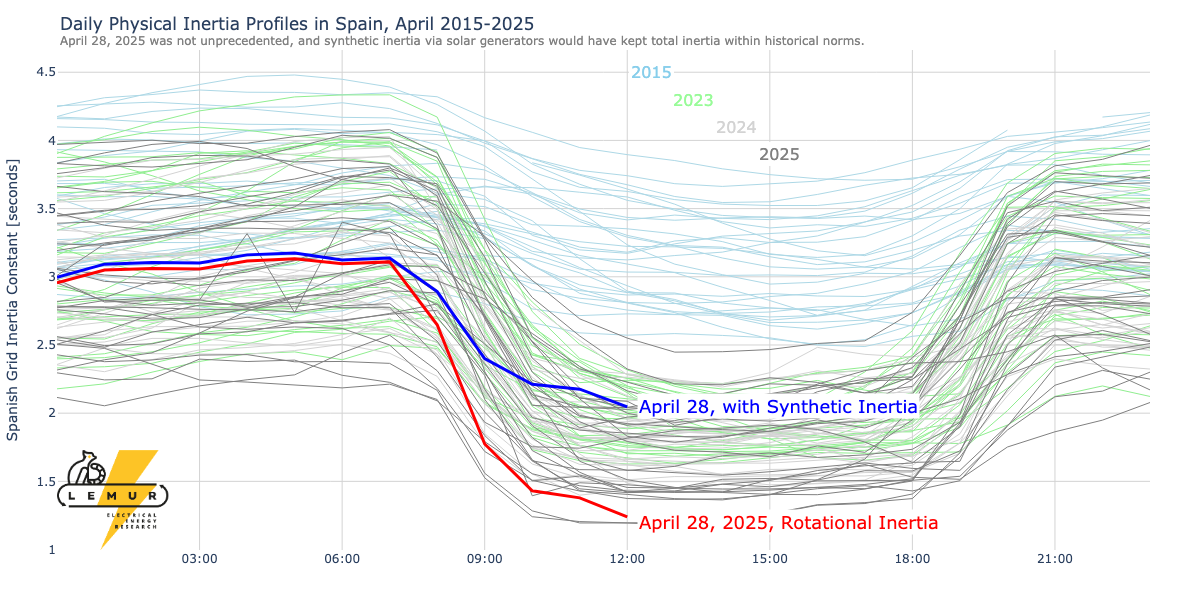 Daily Physical Inertia Profiles in Spain, April 2015-2025
April 28, 2025 was not unprecedented, and synthetic inertia via solar generators would have kept total inertia within historical norms.
Spanish Grid Inertia Constant [seconds]
4.5
4
3.5
3
2.5
2
1.5
1
2015
2023
2024
2025
April 28, with Synthetic Inertia
April 28, 2025, Rotational Inertia
LEMUR
ELECTRICAL
ENERGY
RESEARCH
03:00
06:00
09:00
12:00
15:00
18:00
21:00